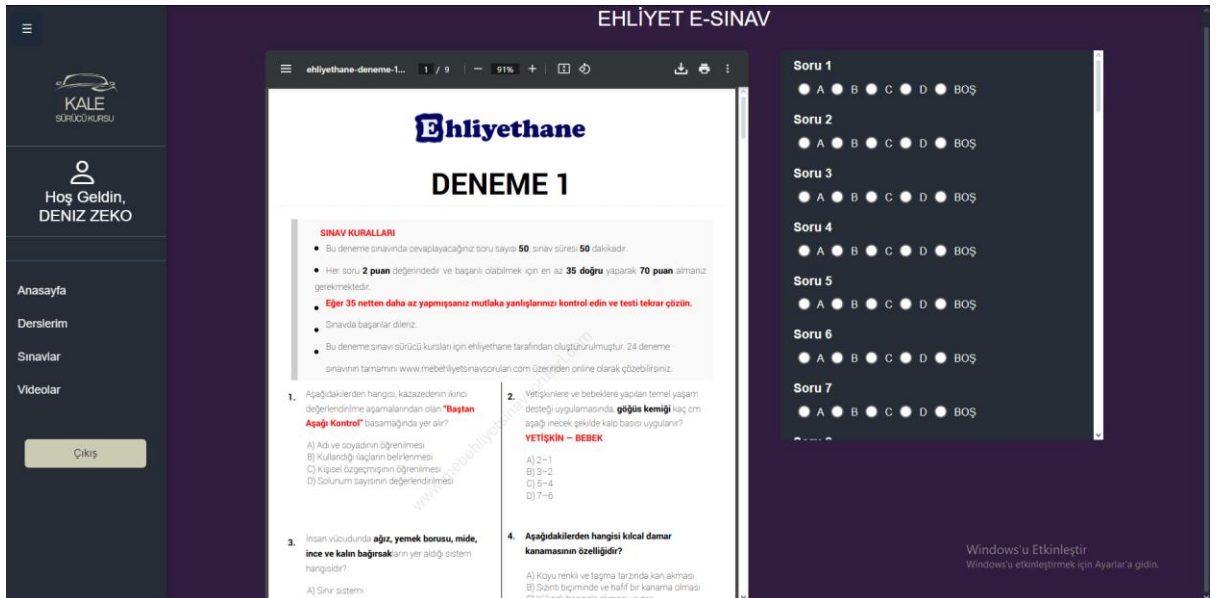 EHLİYET E-SINAV
☰
KALE
SÜRÜCÜ KURSU
Hoş Geldin,
DENIZ ZEKO
Anasayfa
Derslerim
Sınavlar
Videolar
Çıkış
ehliyethane-deneme-1... 1 / 9 91%
Ehliyethane
DENEME 1
SINAV KURALLARI
Bu deneme sınavında cevaplayacağınız soru sayısı 50, sınav süresi 50 dakikadır.
Her soru 2 puan değerindedir ve başarılı olabilmek için en az 35 doğru yaparak 70 puan almanız
gerekmektedir.
Eğer 35 netten daha az yapmışsanız mutlaka yanlışlarınızı kontrol edin ve testi tekrar çözün.
Sınavda başarılar dileriz.
Bu deneme sınavı sürücü kursları için ehliyethane tarafından oluştururulmuştur. 24 deneme
sınavının tamamını www.mebehliyetsinavsorulari.com üzerinden online olarak çözebilirsiniz.
1. Aşağıdakilerden hangisi, kazazedenin ikinci
değerlendirilme aşamalarından olan "Baştan
Aşağı Kontrol" basamağında yer alır?
A) Adı ve soyadının öğrenilmesi
B) Kullandığı ilaçların belirlenmesi
C) Kişisel özgeçmişinin öğrenilmesi
D) Solunum sayısının değerlendirilmesi
2. Yetişkinlere ve bebeklere yapılan temel yaşam
desteği uygulamasında, göğüs kemiği kaç cm
aşağı inecek şekilde kalp basısı uygulanır?
YETİŞKİN – BEBEK
A) 2–1
B) 3–2
C) 5–4
D) 7–6
3. İnsan vücudunda ağız, yemek borusu, mide,
ince ve kalın bağırsakların yer aldığı sistem
hangisidir?
A) Sinir sistemi
4. Aşağıdakilerden hangisi kılcal damar
kanamasının özelliğidir?
A) Koyu renkli ve taşma tarzında kan akması
B) Sızıntı biçiminde ve hafif bir kanama olması
www.mebehliyetsinavsorulari.com
Soru 1
A B C D BOŞ
Soru 2
A B C D BOŞ
Soru 3
A B C D BOŞ
Soru 4
A B C D BOŞ
Soru 5
A B C D BOŞ
Soru 6
A B C D BOŞ
Soru 7
A B C D BOŞ
Windows'u Etkinleştir
Windows'u etkinleştirmek için Ayarlar'a gidin.